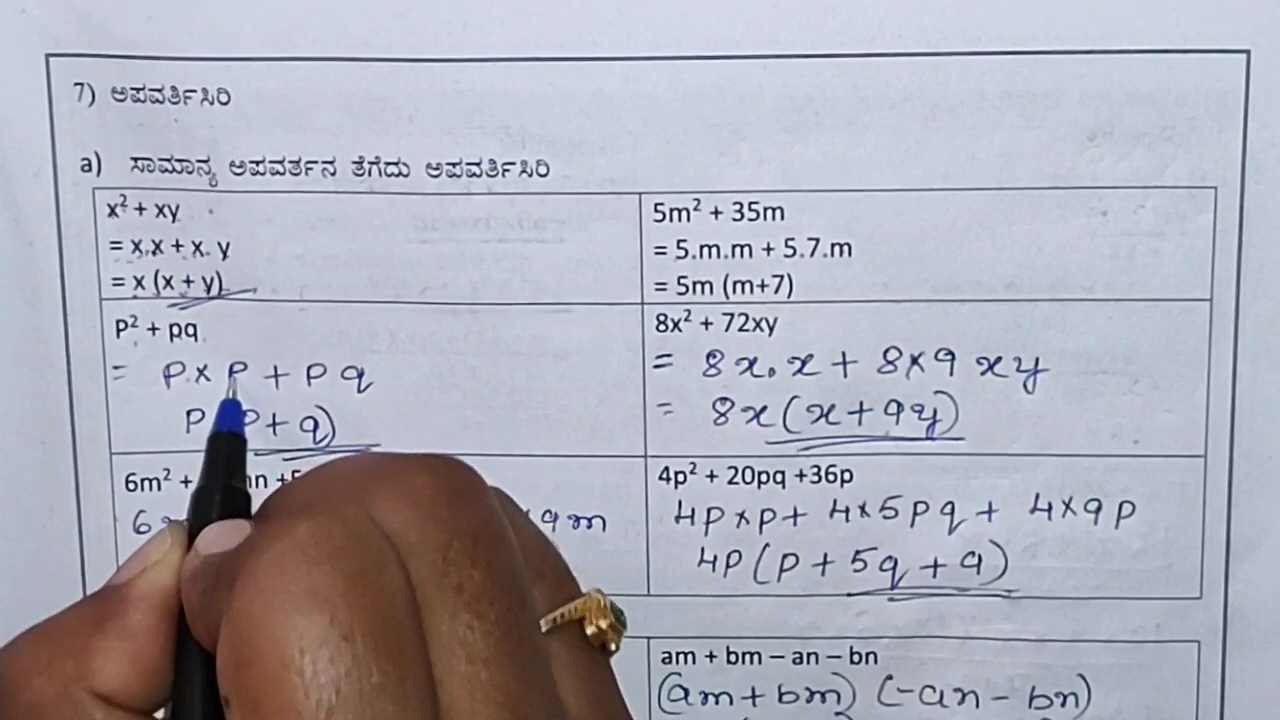 7) ಅಪವರ್ತಿಸಿರಿ
a) ಸಾಮಾನ್ಯ ಅಪವರ್ತನ ತೆಗೆದು ಅಪವರ್ತಿಸಿರಿ
x² + xy
= x.x + x. y
= x (x + y)
5m² + 35m
= 5.m.m + 5.7.m
= 5m (m+7)
p² + pq
= p × p + p q
p + q)
8x² + 72xy
= 8x.x + 8×9 xy
= 8x(x+9y)
6m² +
6
9m
4p² + 20pq +36p
4p×p+ 4×5pq + 4×9p
4p(p + 5q + 9)
am + bm – an – bn
(am + bm) (-an - bn)